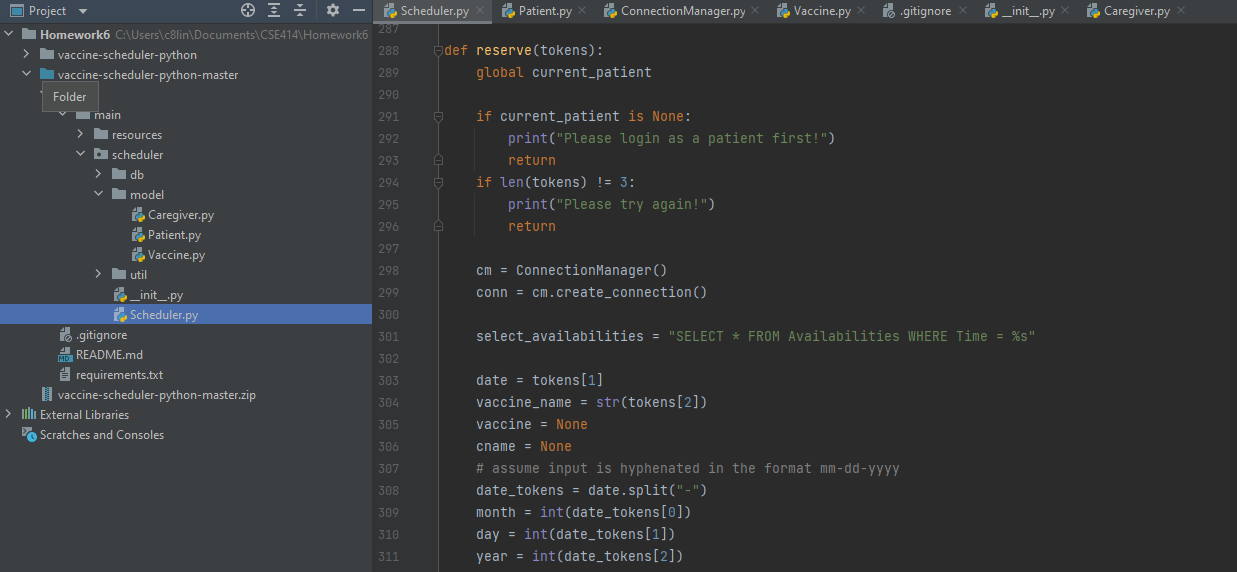 Project
Homework6 C:\Users\c8lin\Documents\CSE414\Homework6
vaccine-scheduler-python
vaccine-scheduler-python-master
Folder
main
resources
scheduler
db
model
Caregiver.py
Patient.py
Vaccine.py
util
__init__.py
Scheduler.py
.gitignore
README.md
requirements.txt
vaccine-scheduler-python-master.zip
External Libraries
Scratches and Consoles
Scheduler.py Patient.py ConnectionManager.py Vaccine.py .gitignore __init__.py Caregiver.py
287
288 def reserve(tokens):
289 global current_patient
290
291 if current_patient is None:
292 print("Please login as a patient first!")
293 return
294 if len(tokens) != 3:
295 print("Please try again!")
296 return
297
298 cm = ConnectionManager()
299 conn = cm.create_connection()
300
301 select_availabilities = "SELECT * FROM Availabilities WHERE Time = %s"
302
303 date = tokens[1]
304 vaccine_name = str(tokens[2])
305 vaccine = None
306 cname = None
307 # assume input is hyphenated in the format mm-dd-yyyy
308 date_tokens = date.split("-")
309 month = int(date_tokens[0])
310 day = int(date_tokens[1])
311 year = int(date_tokens[2])